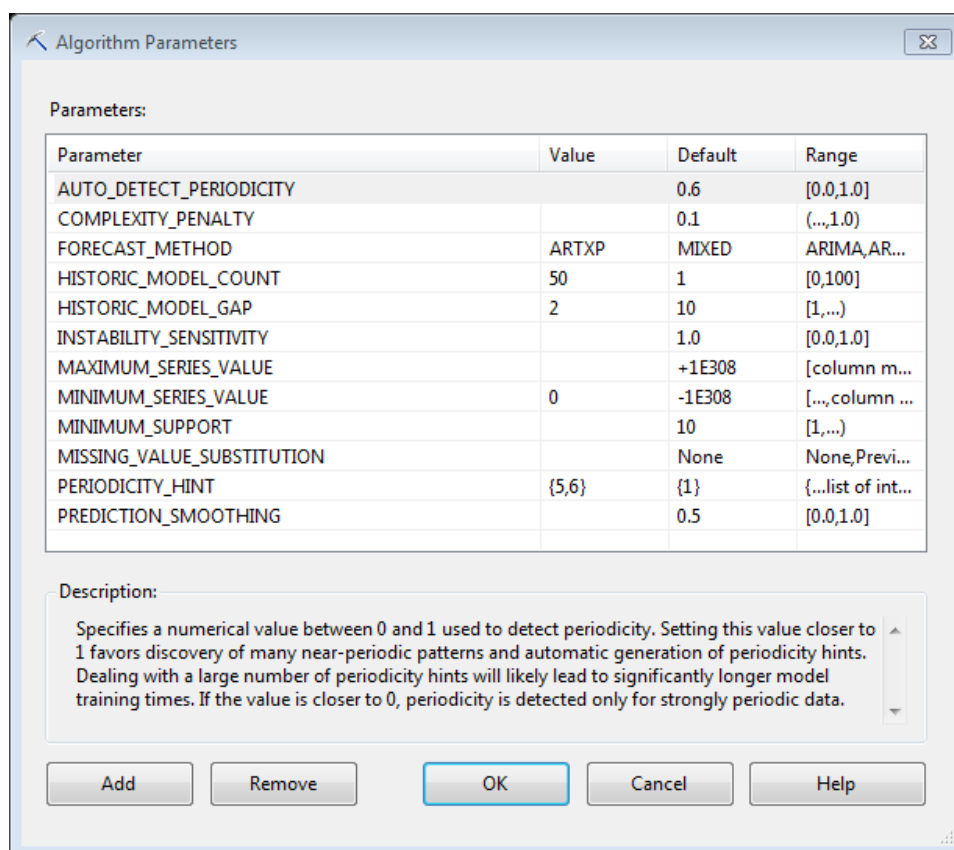 Algorithm Parameters
Parameters:
Parameter Value Default Range
AUTO_DETECT_PERIODICITY 0.6 [0.0,1.0]
COMPLEXITY_PENALTY 0.1 (...,1.0)
FORECAST_METHOD ARTXP MIXED ARIMA,AR...
HISTORIC_MODEL_COUNT 50 1 [0,100]
HISTORIC_MODEL_GAP 2 10 [1,...)
INSTABILITY_SENSITIVITY 1.0 [0.0,1.0]
MAXIMUM_SERIES_VALUE +1E308 [column m...
MINIMUM_SERIES_VALUE 0 -1E308 [...,column ...
MINIMUM_SUPPORT 10 [1,...)
MISSING_VALUE_SUBSTITUTION None None,Previ...
PERIODICITY_HINT {5,6} {1} {...list of int...
PREDICTION_SMOOTHING 0.5 [0.0,1.0]
Description:
Specifies a numerical value between 0 and 1 used to detect periodicity. Setting this value closer to
1 favors discovery of many near-periodic patterns and automatic generation of periodicity hints.
Dealing with a large number of periodicity hints will likely lead to significantly longer model
training times. If the value is closer to 0, periodicity is detected only for strongly periodic data.
Add Remove OK Cancel Help